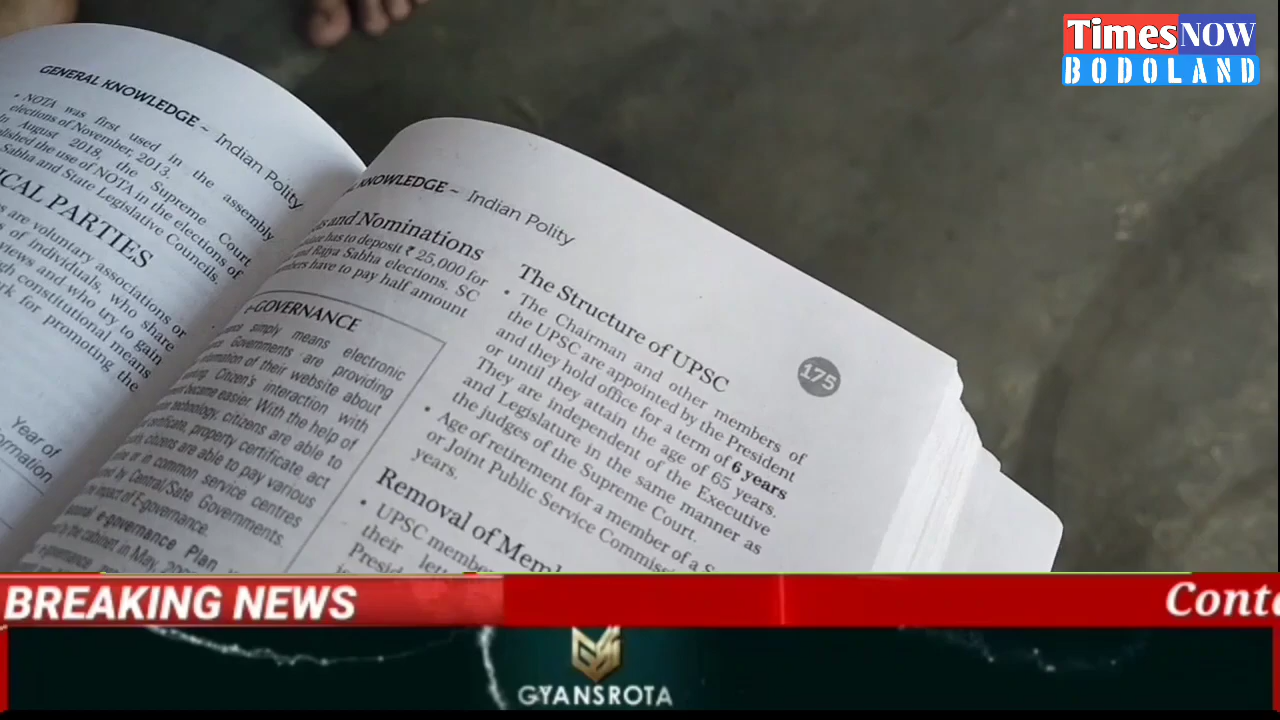 TimesNOW
BODOLAND
GENERAL KNOWLEDGE ~ Indian Polity
• NOTA was first used in the assembly
elections of November, 2013.
In August 2018, the Supreme Court
the use of NOTA in the elections of
Sabha and State Legislative Councils.
PARTIES
are voluntary associations or
of individuals, who share
views and who try to gain
constitutional means
for promoting the
Year of
KNOWLEDGE ~ Indian Polity
175
and Nominations
has to deposit ₹ 25,000 for
and Rajya Sabha elections. SC
have to pay half amount
e-GOVERNANCE
simply means electronic
Governments are providing
of their website about
Citizen's interaction with
became easier. With the help of
technology, citizens are able to
certificate, property certificate, act
citizens are able to pay various
or in common service centres
by Central/Sate Governments.
impact of E-governance.
e-governance Plan
by the cabinet in May,
The Structure of UPSC
• The Chairman and other members of
the UPSC are appointed by the President
and they hold office for a term of 6 years
or until they attain the age of 65 years.
They are independent of the Executive
and Legislature in the same manner as
the judges of the Supreme Court.
• Age of retirement for a member of a
or Joint Public Service
years.
Removal of
• UPSC
their
BREAKING NEWS
GYANSROTA